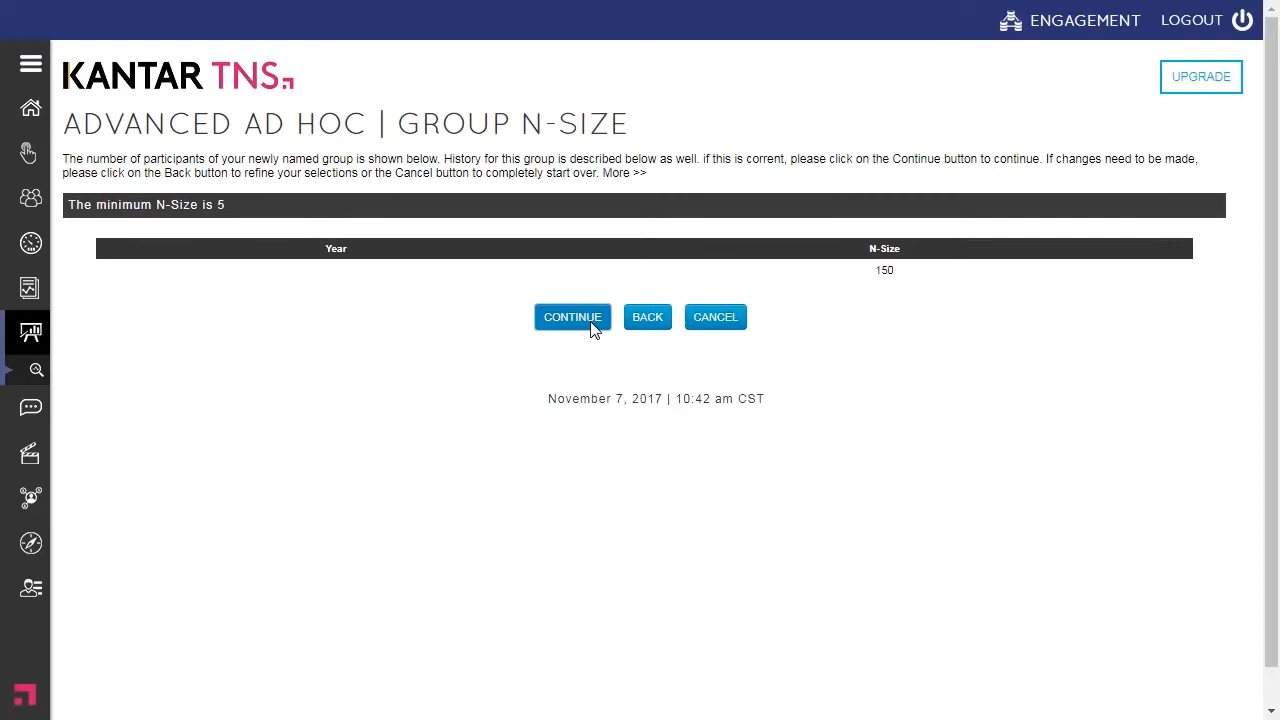 ENGAGEMENT LOGOUT
KANTAR TNS
UPGRADE
ADVANCED AD HOC | GROUP N-SIZE
The number of participants of your newly named group is shown below. History for this group is described below as well. if this is corrent, please click on the Continue button to continue. If changes need to be made,
please click on the Back button to refine your selections or the Cancel button to completely start over. More >>
The minimum N-Size is 5
Year N-Size
150
CONTINUE BACK CANCEL
November 7, 2017 | 10:42 am CST